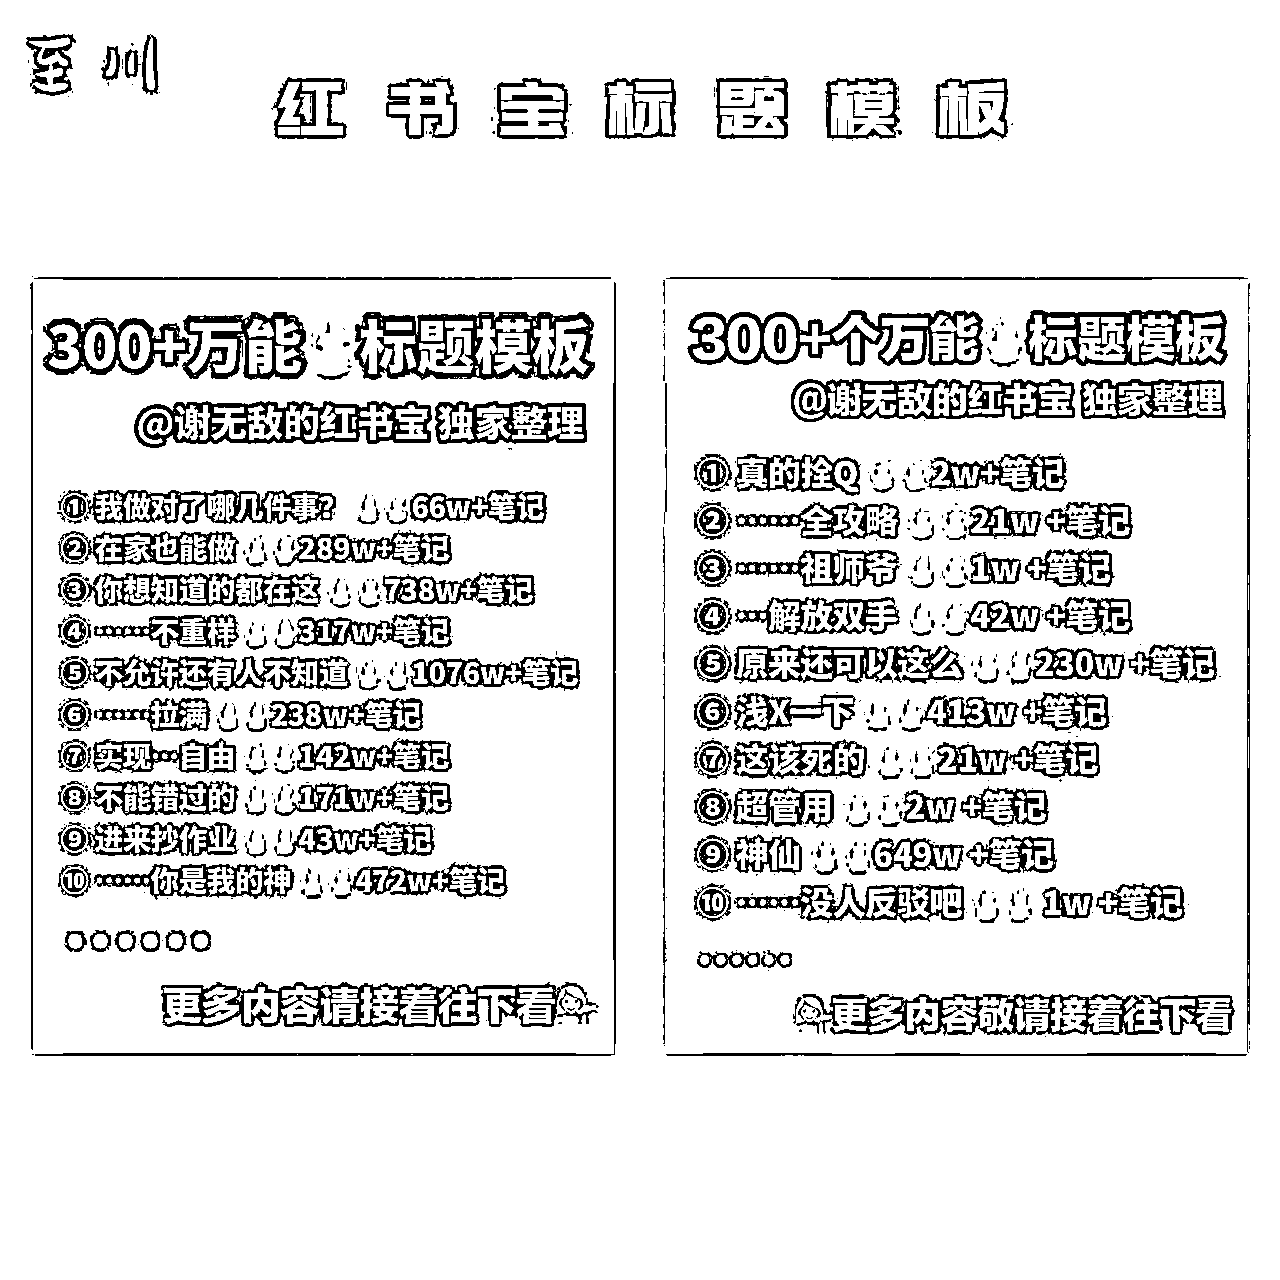 至川
红书宝标题模板
300+万能标题模板
@谢无敌的红书宝 独家整理
①我做对了哪几件事？ 66w+笔记
②在家也能做 289w+笔记
③你想知道的都在这 738w+笔记
④……不重样 317w+笔记
⑤不允许还有人不知道 1076w+笔记
⑥……拉满 238w+笔记
⑦实现…自由 142w+笔记
⑧不能错过的 171w+笔记
⑨进来抄作业 43w+笔记
⑩……你是我的神 472w+笔记
。。。。。。
更多内容请接着往下看
300+个万能标题模板
@谢无敌的红书宝 独家整理
①真的拴Q 2w+笔记
②……全攻略 21w +笔记
③……祖师爷 1w +笔记
④…解放双手 42w +笔记
⑤原来还可以这么 230w +笔记
⑥浅X一下 413w +笔记
⑦这该死的 21w +笔记
⑧超管用 2w +笔记
⑨神仙 649w +笔记
⑩……没人反驳吧 1w +笔记
。。。。。。
更多内容敬请接着往下看